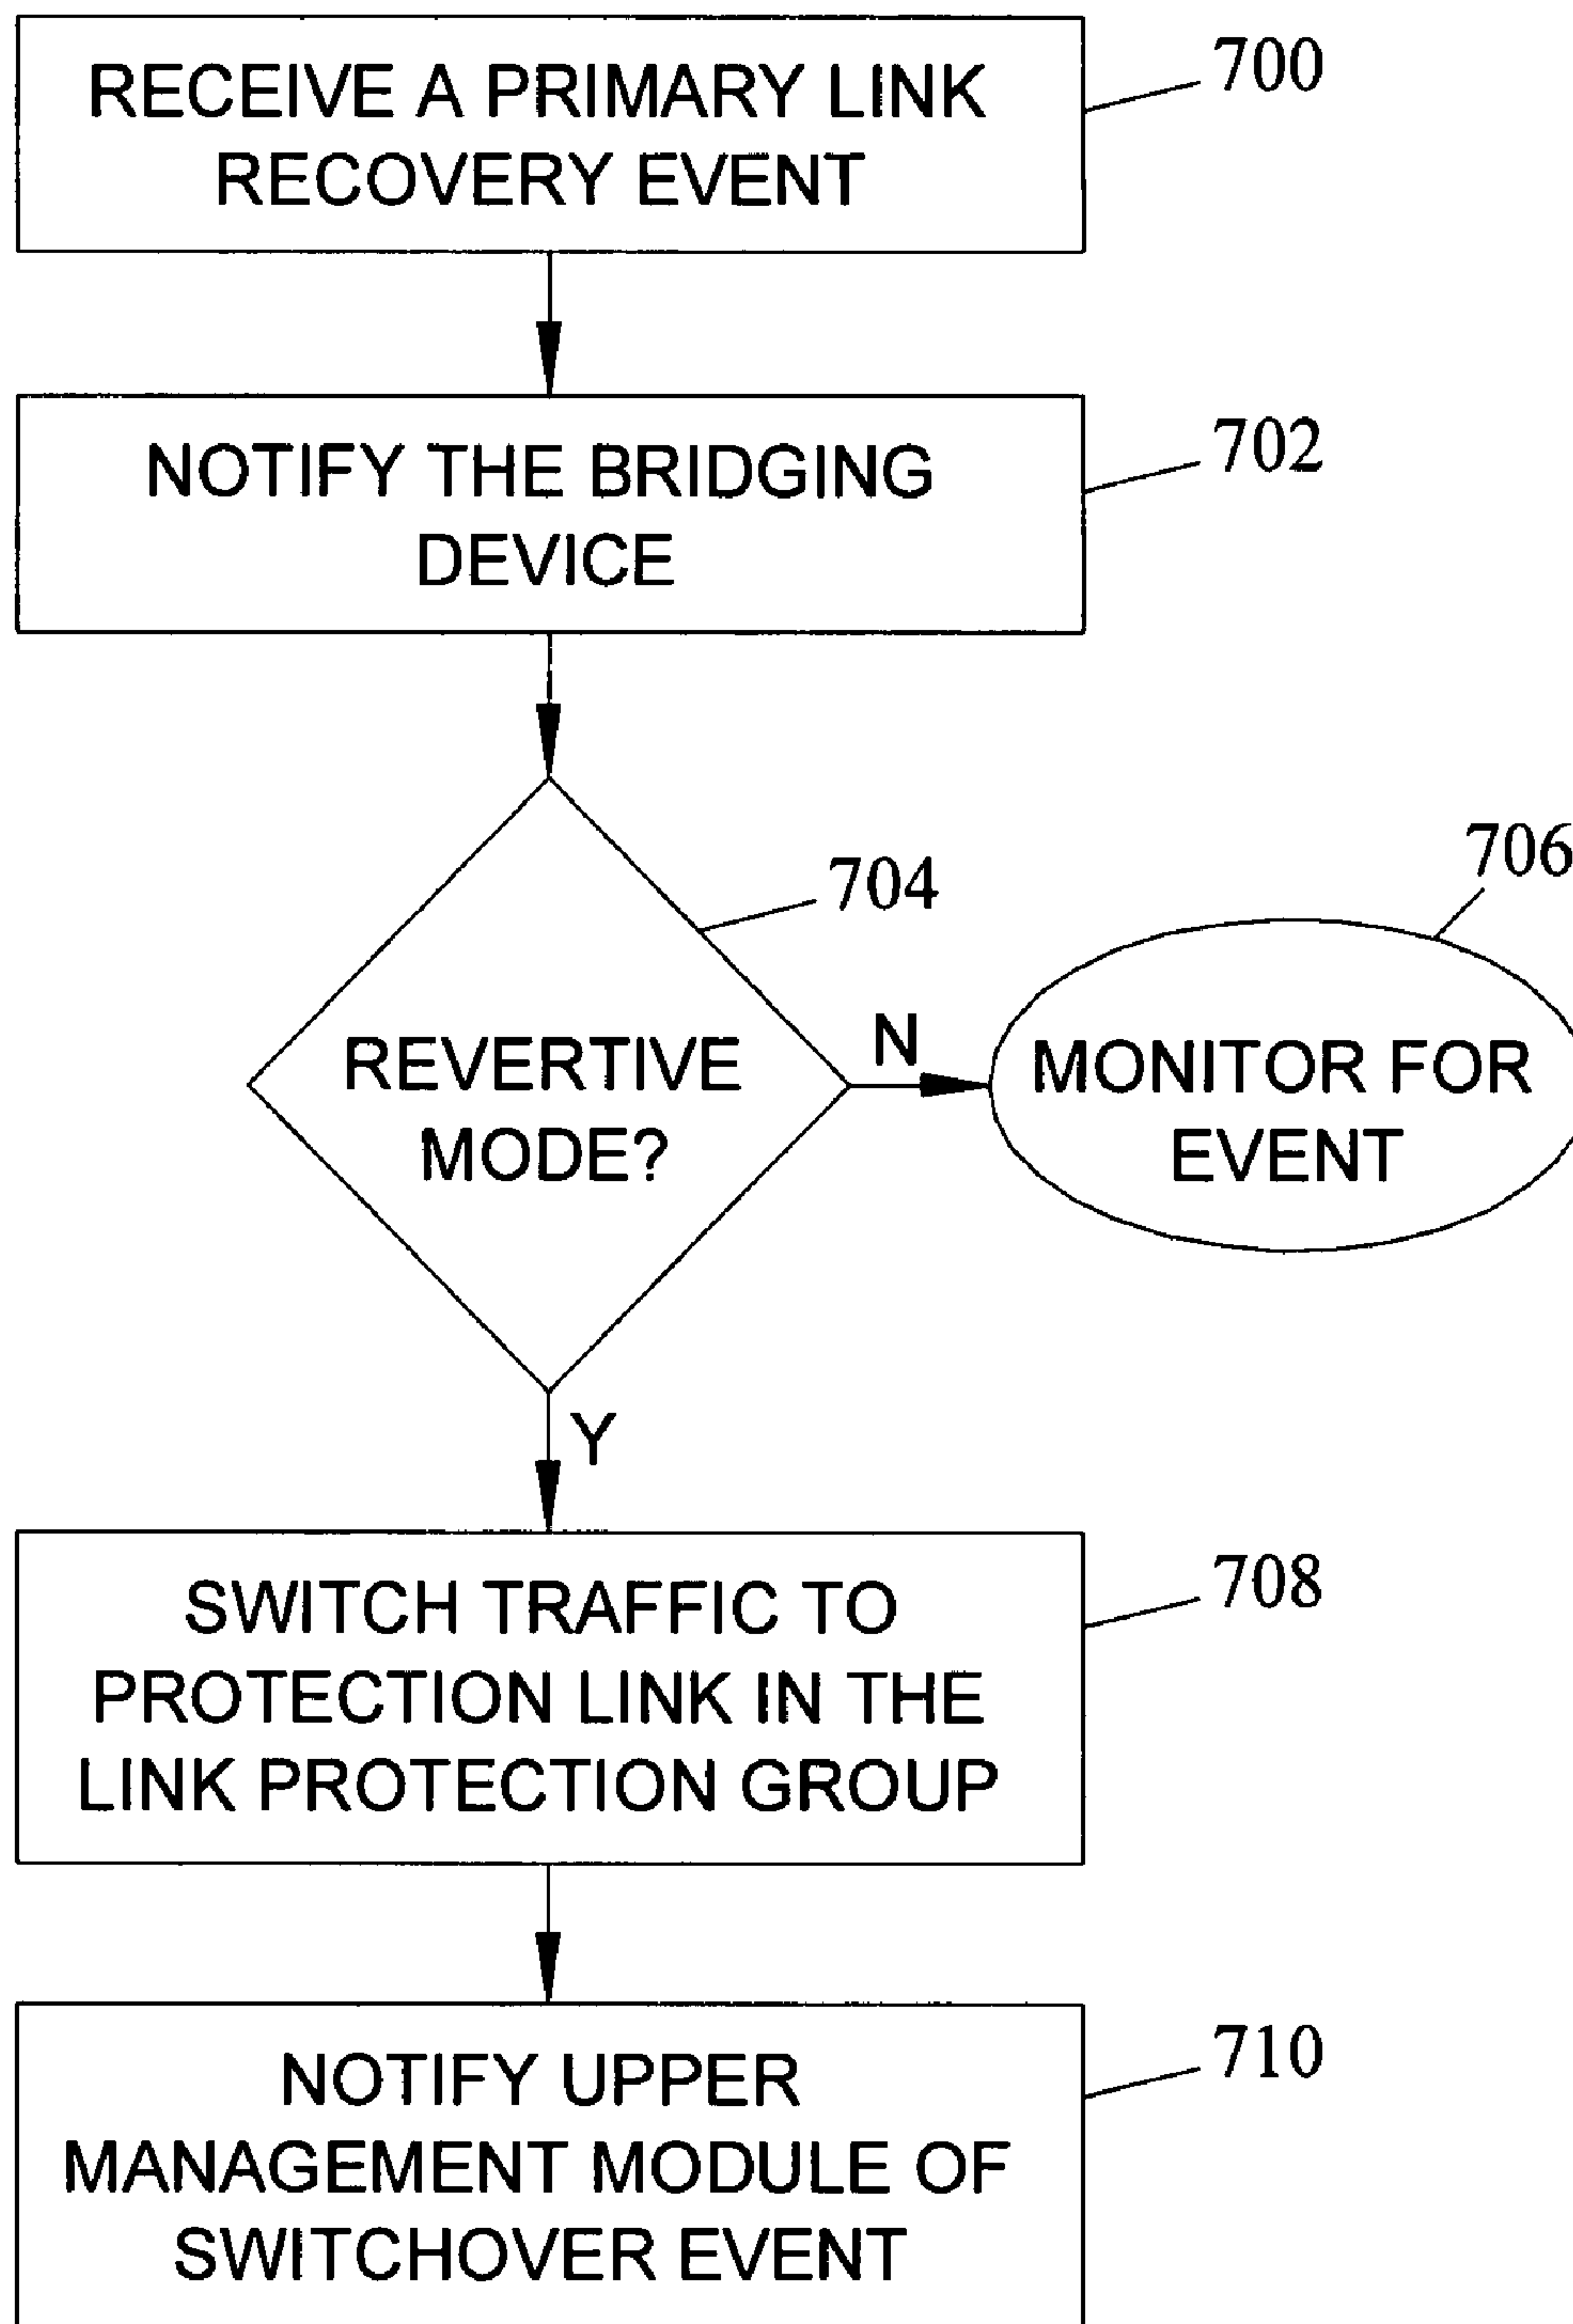 RECEIVE A PRIMARY LINK
RECOVERY EVENT
700
NOTIFY THE BRIDGING
DEVICE
702
704
706
REVERTIVE
MODE?
N
MONITOR FOR
EVENT
Y
SWITCH TRAFFIC TO
PROTECTION LINK IN THE
LINK PROTECTION GROUP
708
NOTIFY UPPER
MANAGEMENT MODULE OF
SWITCHOVER EVENT
710